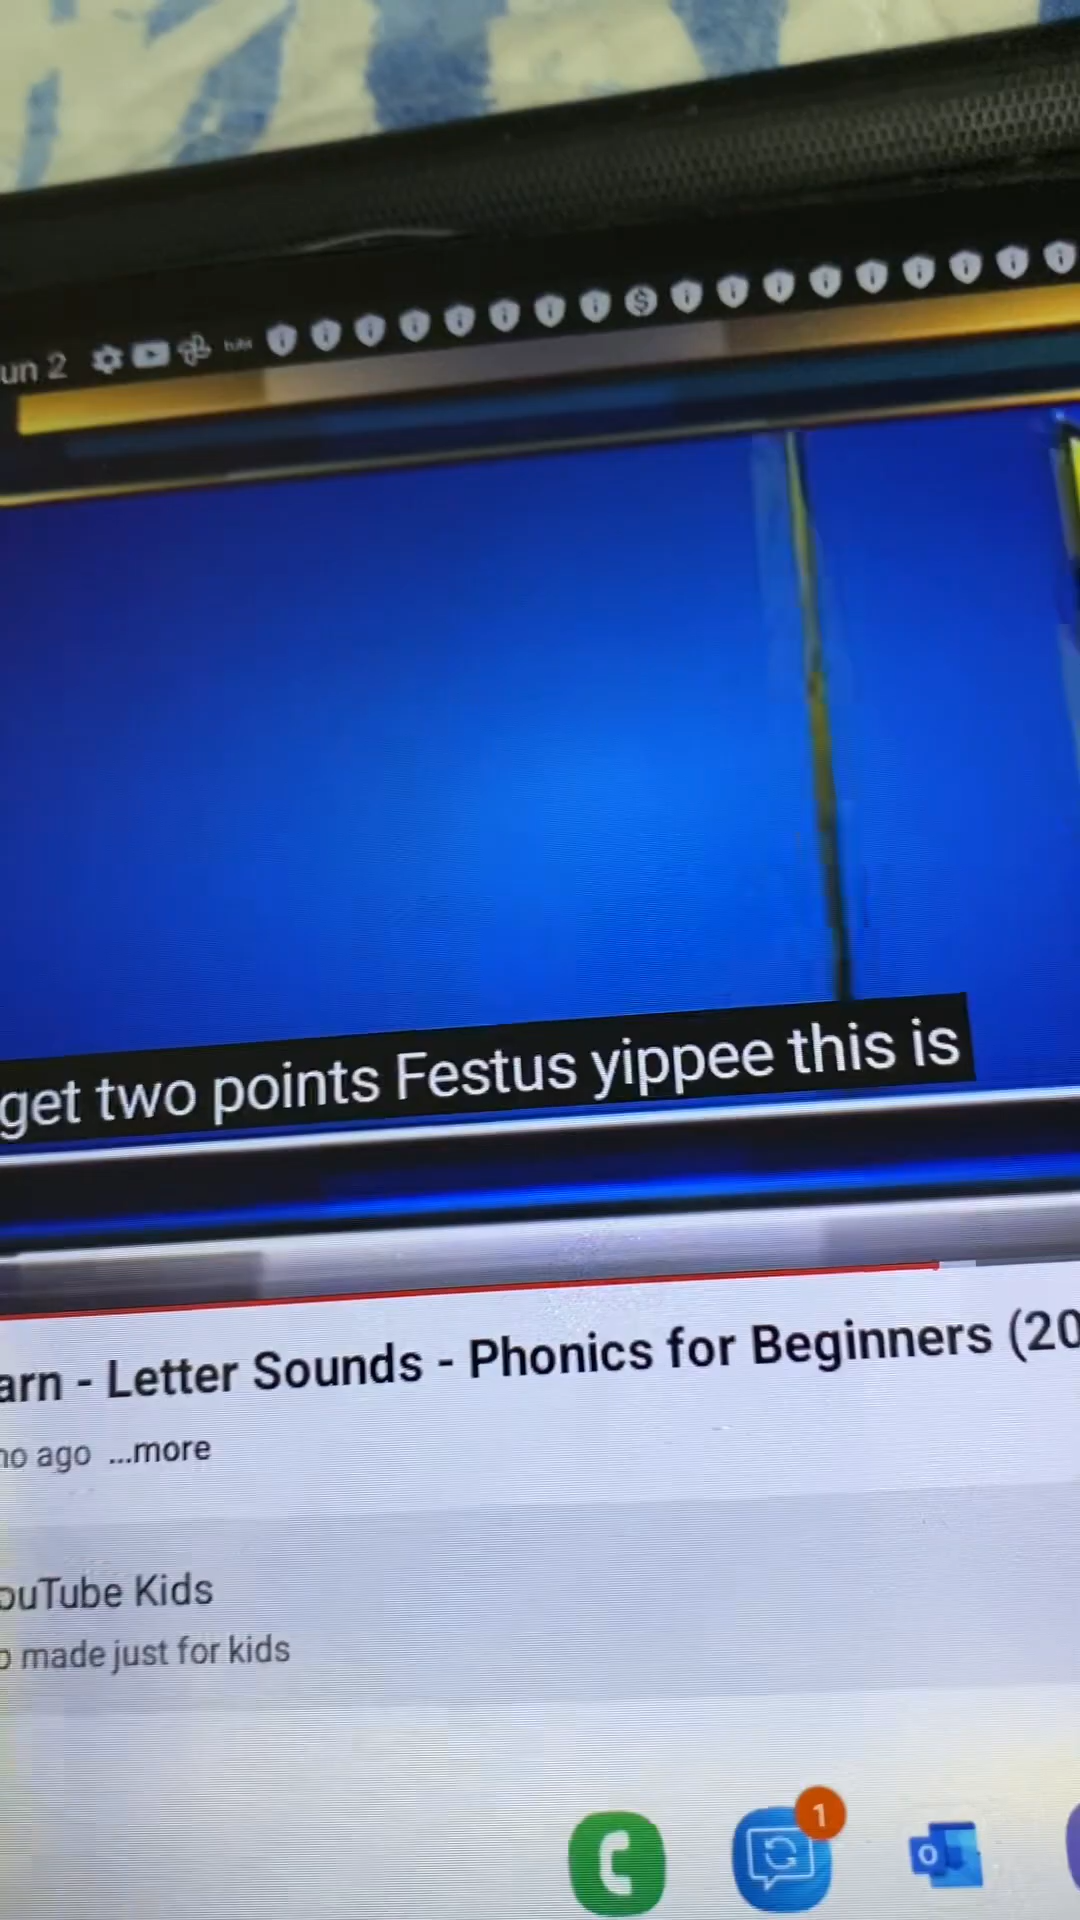 un 2
get two points Festus yippee this is
arn - Letter Sounds - Phonics for Beginners (20
mo ago ...more
ouTube Kids
o made just for kids
1